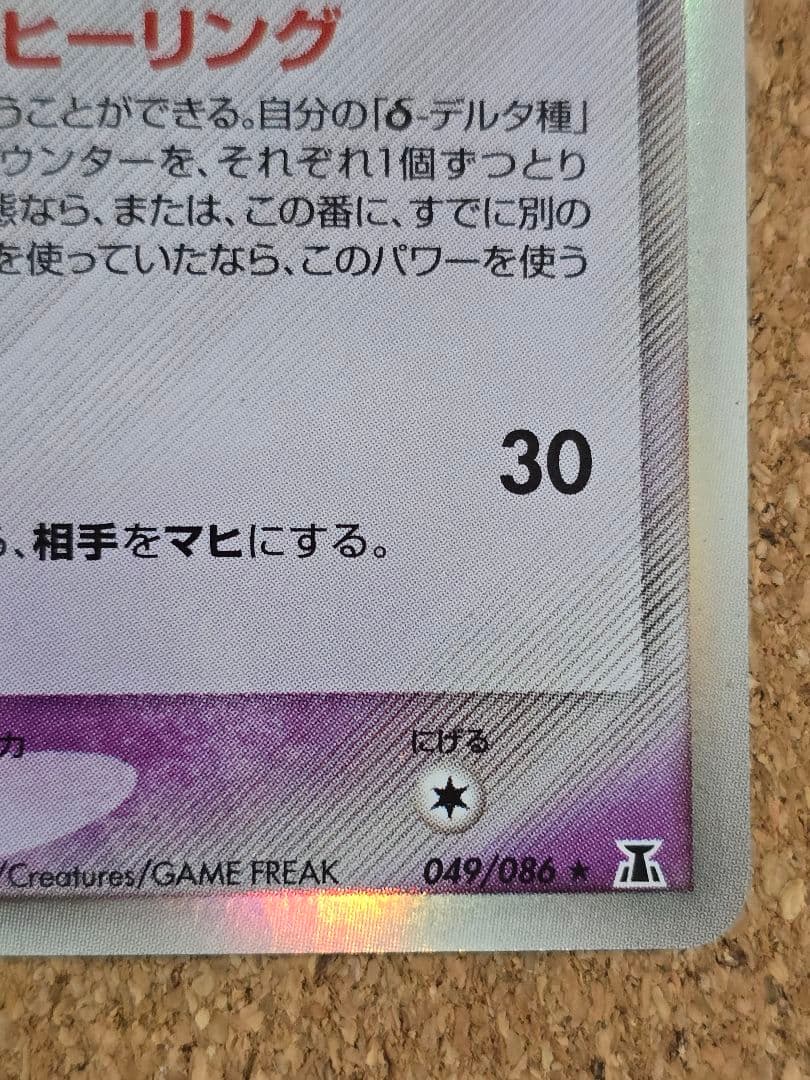 ヒーリング
うことができる。自分の「δ-デルタ種」
ウンターを、それぞれ1個ずつとり
態なら、または、この番に、すでに別の
を使っていたなら、このパワーを使う
30
、相手をマヒにする。
力
にげる
/Creatures/GAME FREAK
049/086 ★